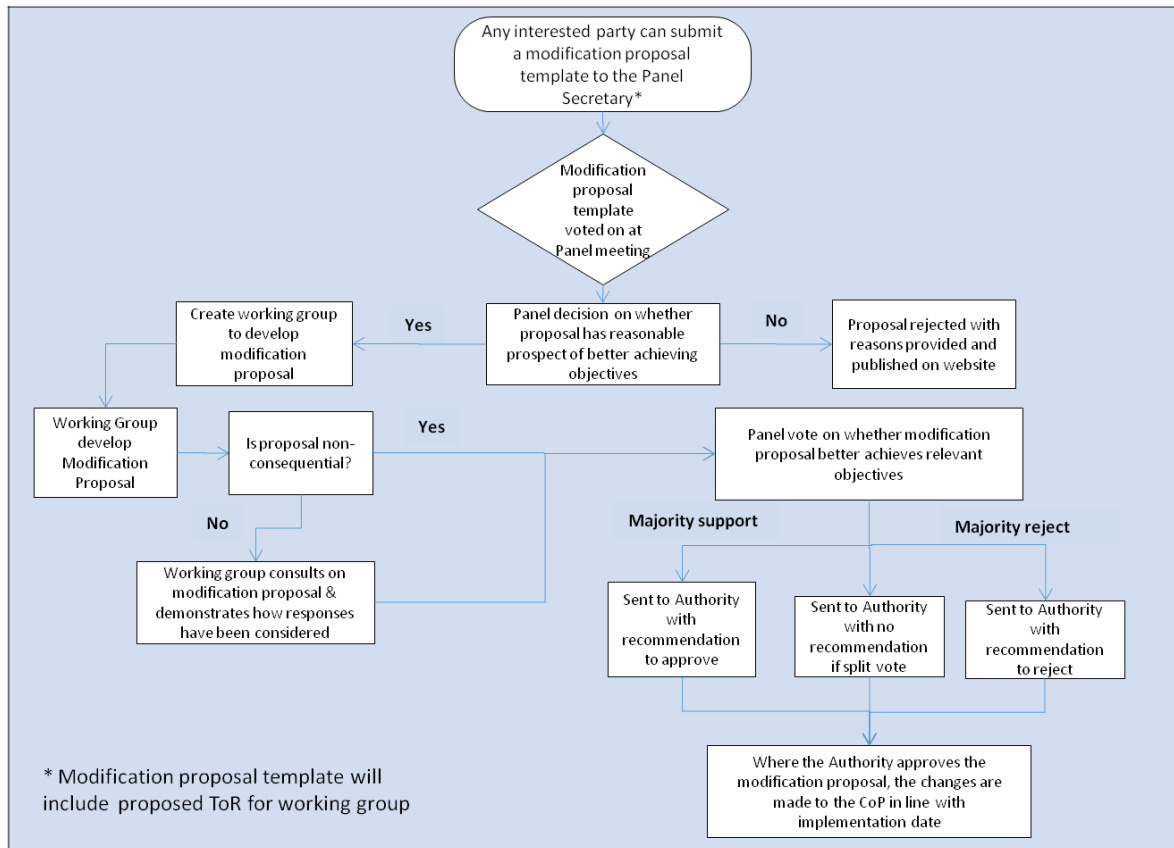 Any interested party can submit
a modification proposal
template to the Panel
Secretary*
Modification
proposal
template
voted on at
Panel meeting
Create working group
to develop
modification
proposal
Yes
Panel decision on whether
proposal has reasonable
prospect of better achieving
objectives
No
Proposal rejected with
reasons provided and
published on website
Working Group
develop
Modification
Proposal
Is proposal non-
consequential?
Yes
Panel vote on whether modification
proposal better achieves relevant
objectives
No
Working group consults on
modification proposal &
demonstrates how responses
have been considered
Majority support
Majority reject
Sent to Authority
with
recommendation
to approve
Sent to Authority
with no
recommendation
if split vote
Sent to Authority
with
recommendation
to reject
Where the Authority approves the
modification proposal, the changes are
made to the CoP in line with
implementation date
* Modification proposal template will
include proposed ToR for working group